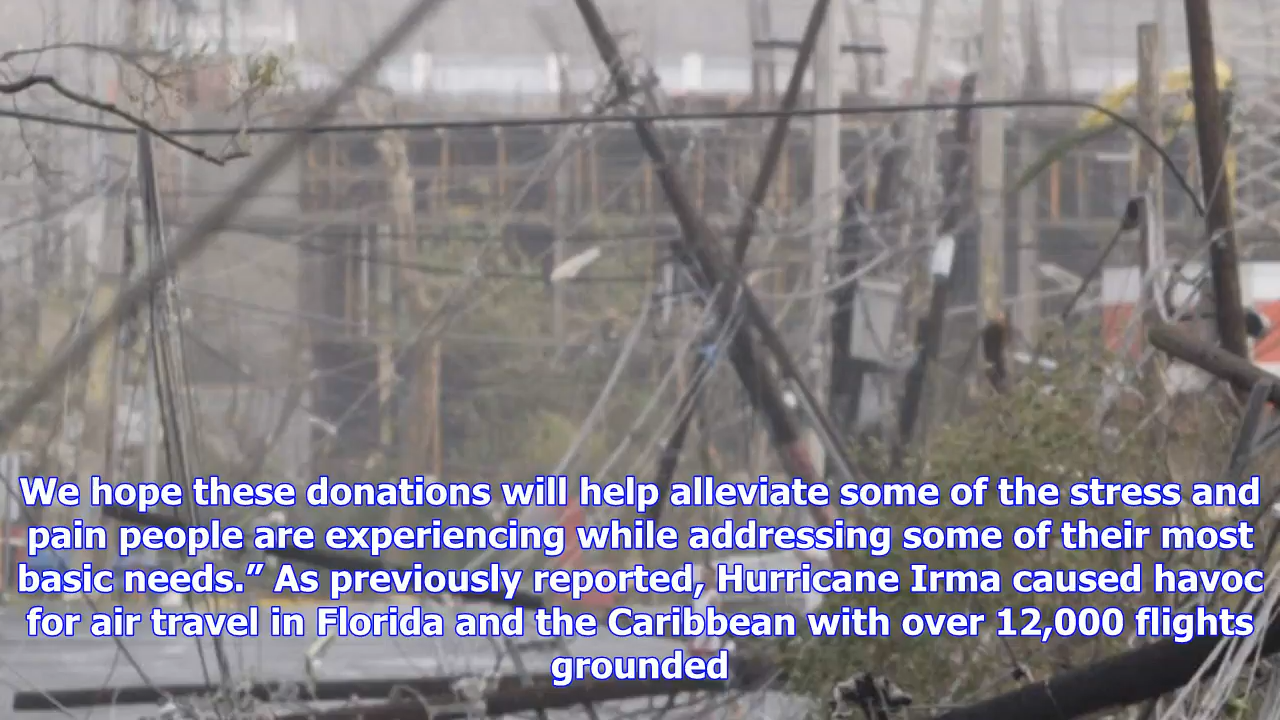 We hope these donations will help alleviate some of the stress and
pain people are experiencing while addressing some of their most
basic needs.” As previously reported, Hurricane Irma caused havoc
for air travel in Florida and the Caribbean with over 12,000 flights
grounded